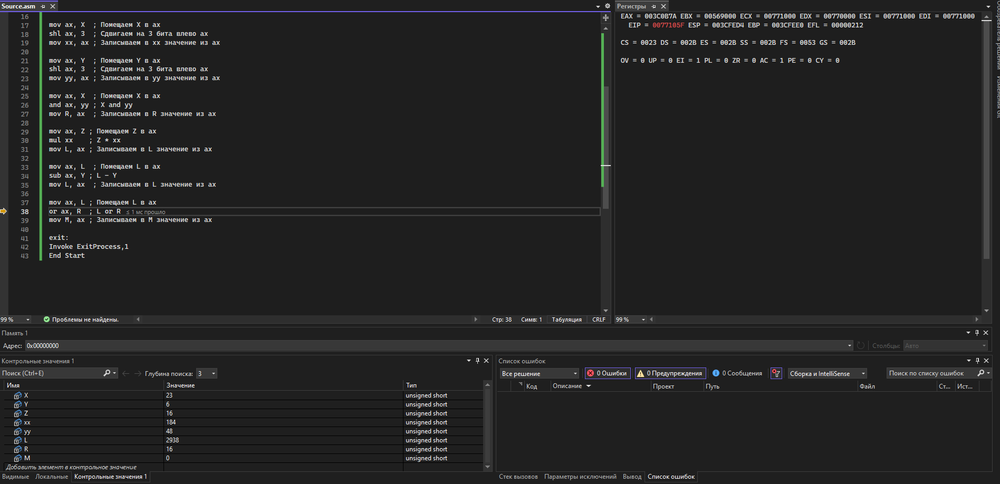 Source.asm
Регистры
16
17 mov ax, X  ; Помещаем X в ax
18 shl ax, 3  ; Сдвигаем на 3 бита влево ax
19 mov xx, ax ; Записываем в xx значение из ax
20
21 mov ax, Y  ; Помещаем Y в ax
22 shl ax, 3  ; Сдвигаем на 3 бита влево ax
23 mov yy, ax ; Записываем в yy значение из ax
24
25 mov ax, X  ; Помещаем X в ax
26 and ax, yy ; X and yy
27 mov R, ax  ; Записываем в R значение из ax
28
29 mov ax, Z ; Помещаем Z в ax
30 mul xx    ; Z * xx
31 mov L, ax ; Записываем в L значение из ax
32
33 mov ax, L  ; Помещаем L в ax
34 sub ax, Y ; L - Y
35 mov L, ax  ; Записываем в L значение из ax
36
37 mov ax, L ; Помещаем L в ax
38 or ax, R  ; L or R ≤ 1 мс прошло
39 mov M, ax ; Записываем в M значение из ax
40
41 exit:
42 Invoke ExitProcess,1
43 End Start
99 %
Проблемы не найдены.
Стр: 38 Симв: 1 Табуляция CRLF
EAX = 003C0B7A EBX = 00569000 ECX = 00771000 EDX = 00770000 ESI = 00771000 EDI = 00771000
EIP = 0077105F ESP = 003CFED4 EBP = 003CFEE0 EFL = 00000212
CS = 0023 DS = 002B ES = 002B SS = 002B FS = 0053 GS = 002B
OV = 0 UP = 0 EI = 1 PL = 0 ZR = 0 AC = 1 PE = 0 CY = 0
99 %
Обозреватель решений
Изменения Git
Память 1
Адрес: 0x00000000
Столбцы: Авто
Контрольные значения 1
Поиск (Ctrl+E) Глубина поиска: 3
Имя Значение Тип
X 23 unsigned short
Y 6 unsigned short
Z 16 unsigned short
xx 184 unsigned short
yy 48 unsigned short
L 2938 unsigned short
R 16 unsigned short
M 0 unsigned short
Добавить элемент в контрольное значение
Видимые Локальные Контрольные значения 1
Список ошибок
Все решение 0 Ошибки 0 Предупреждения 0 Сообщения Сборка и IntelliSense Поиск по списку ошибок
Код Описание Проект Путь Файл Ст... Ист...
Стек вызовов Параметры исключений Вывод Список ошибок